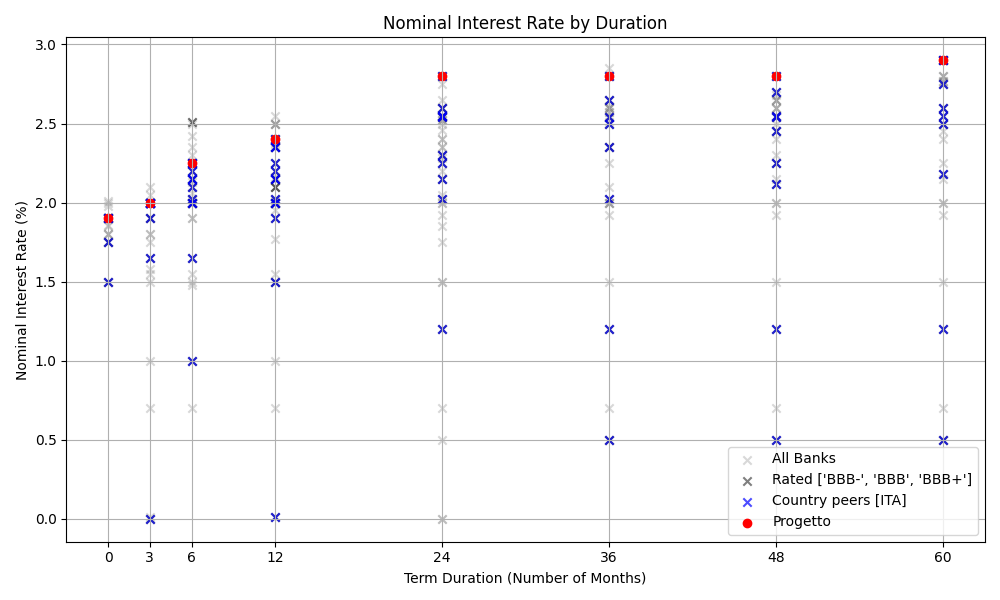 Nominal Interest Rate by Duration
Nominal Interest Rate (%)
3.0
2.5
2.0
1.5
1.0
0.5
0.0
All Banks
Rated ['BBB-', 'BBB', 'BBB+']
Country peers [ITA]
Progetto
0 3 6 12 24 36 48 60
Term Duration (Number of Months)